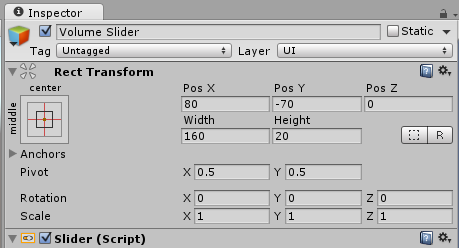 Inspector
Volume Slider Static
Tag Untagged Layer UI
Rect Transform
center
middle
Pos X Pos Y Pos Z
80 -70 0
Width Height
160 20
R
Anchors
Pivot X 0.5 Y 0.5
Rotation X 0 Y 0 Z 0
Scale X 1 Y 1 Z 1
Slider (Script)